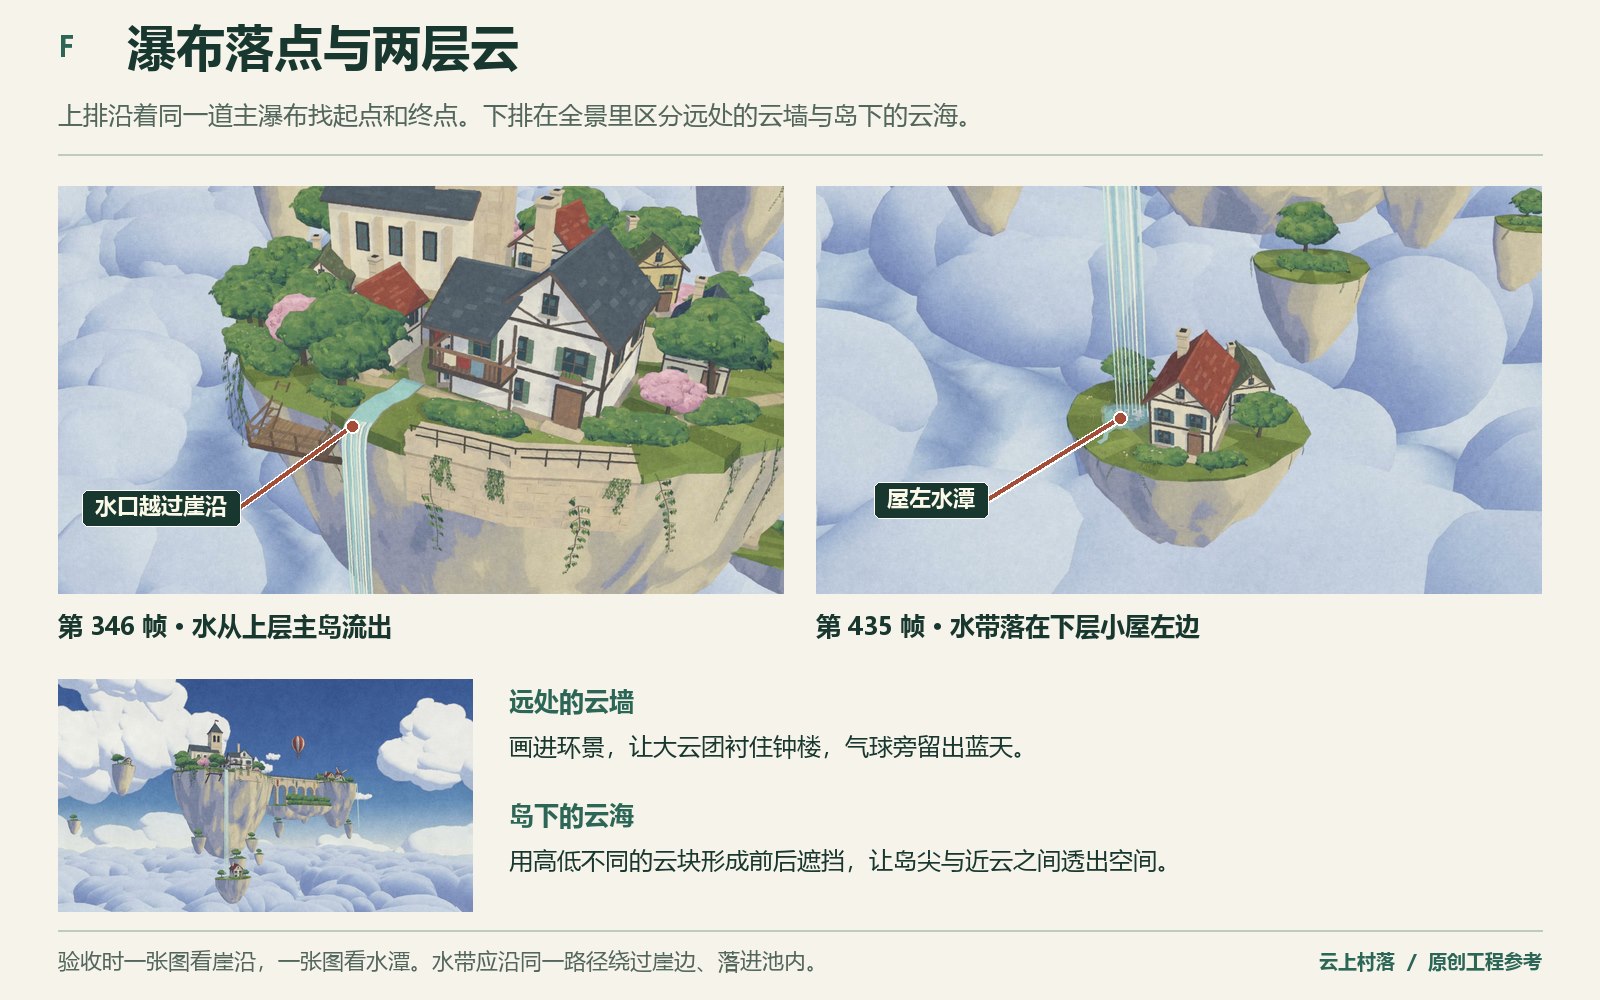 F 瀑布落点与两层云
上排沿着同一道主瀑布找起点和终点。下排在全景里区分远处的云墙与岛下的云海。
水口越过崖沿
屋左水潭
第 346 帧 • 水从上层主岛流出
第 435 帧 • 水带落在下层小屋左边
远处的云墙
画进环景，让大云团衬住钟楼，气球旁留出蓝天。
岛下的云海
用高低不同的云块形成前后遮挡，让岛尖与近云之间透出空间。
验收时一张图看崖沿，一张图看水潭。水带应沿同一路径绕过崖边、落进池内。
云上村落 / 原创工程参考